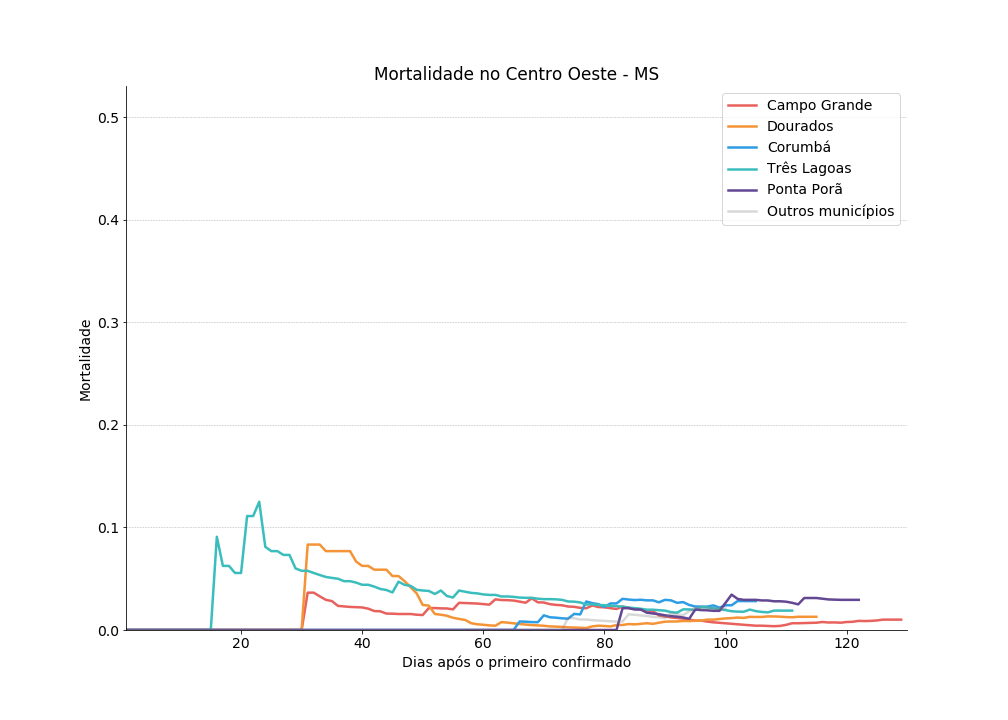 Mortalidade no Centro Oeste - MS
Campo Grande
Dourados
Corumbá
Três Lagoas
Ponta Porã
Outros municípios
Mortalidade
0.5
0.4
0.3
0.2
0.1
0.0
20 40 60 80 100 120
Dias após o primeiro confirmado